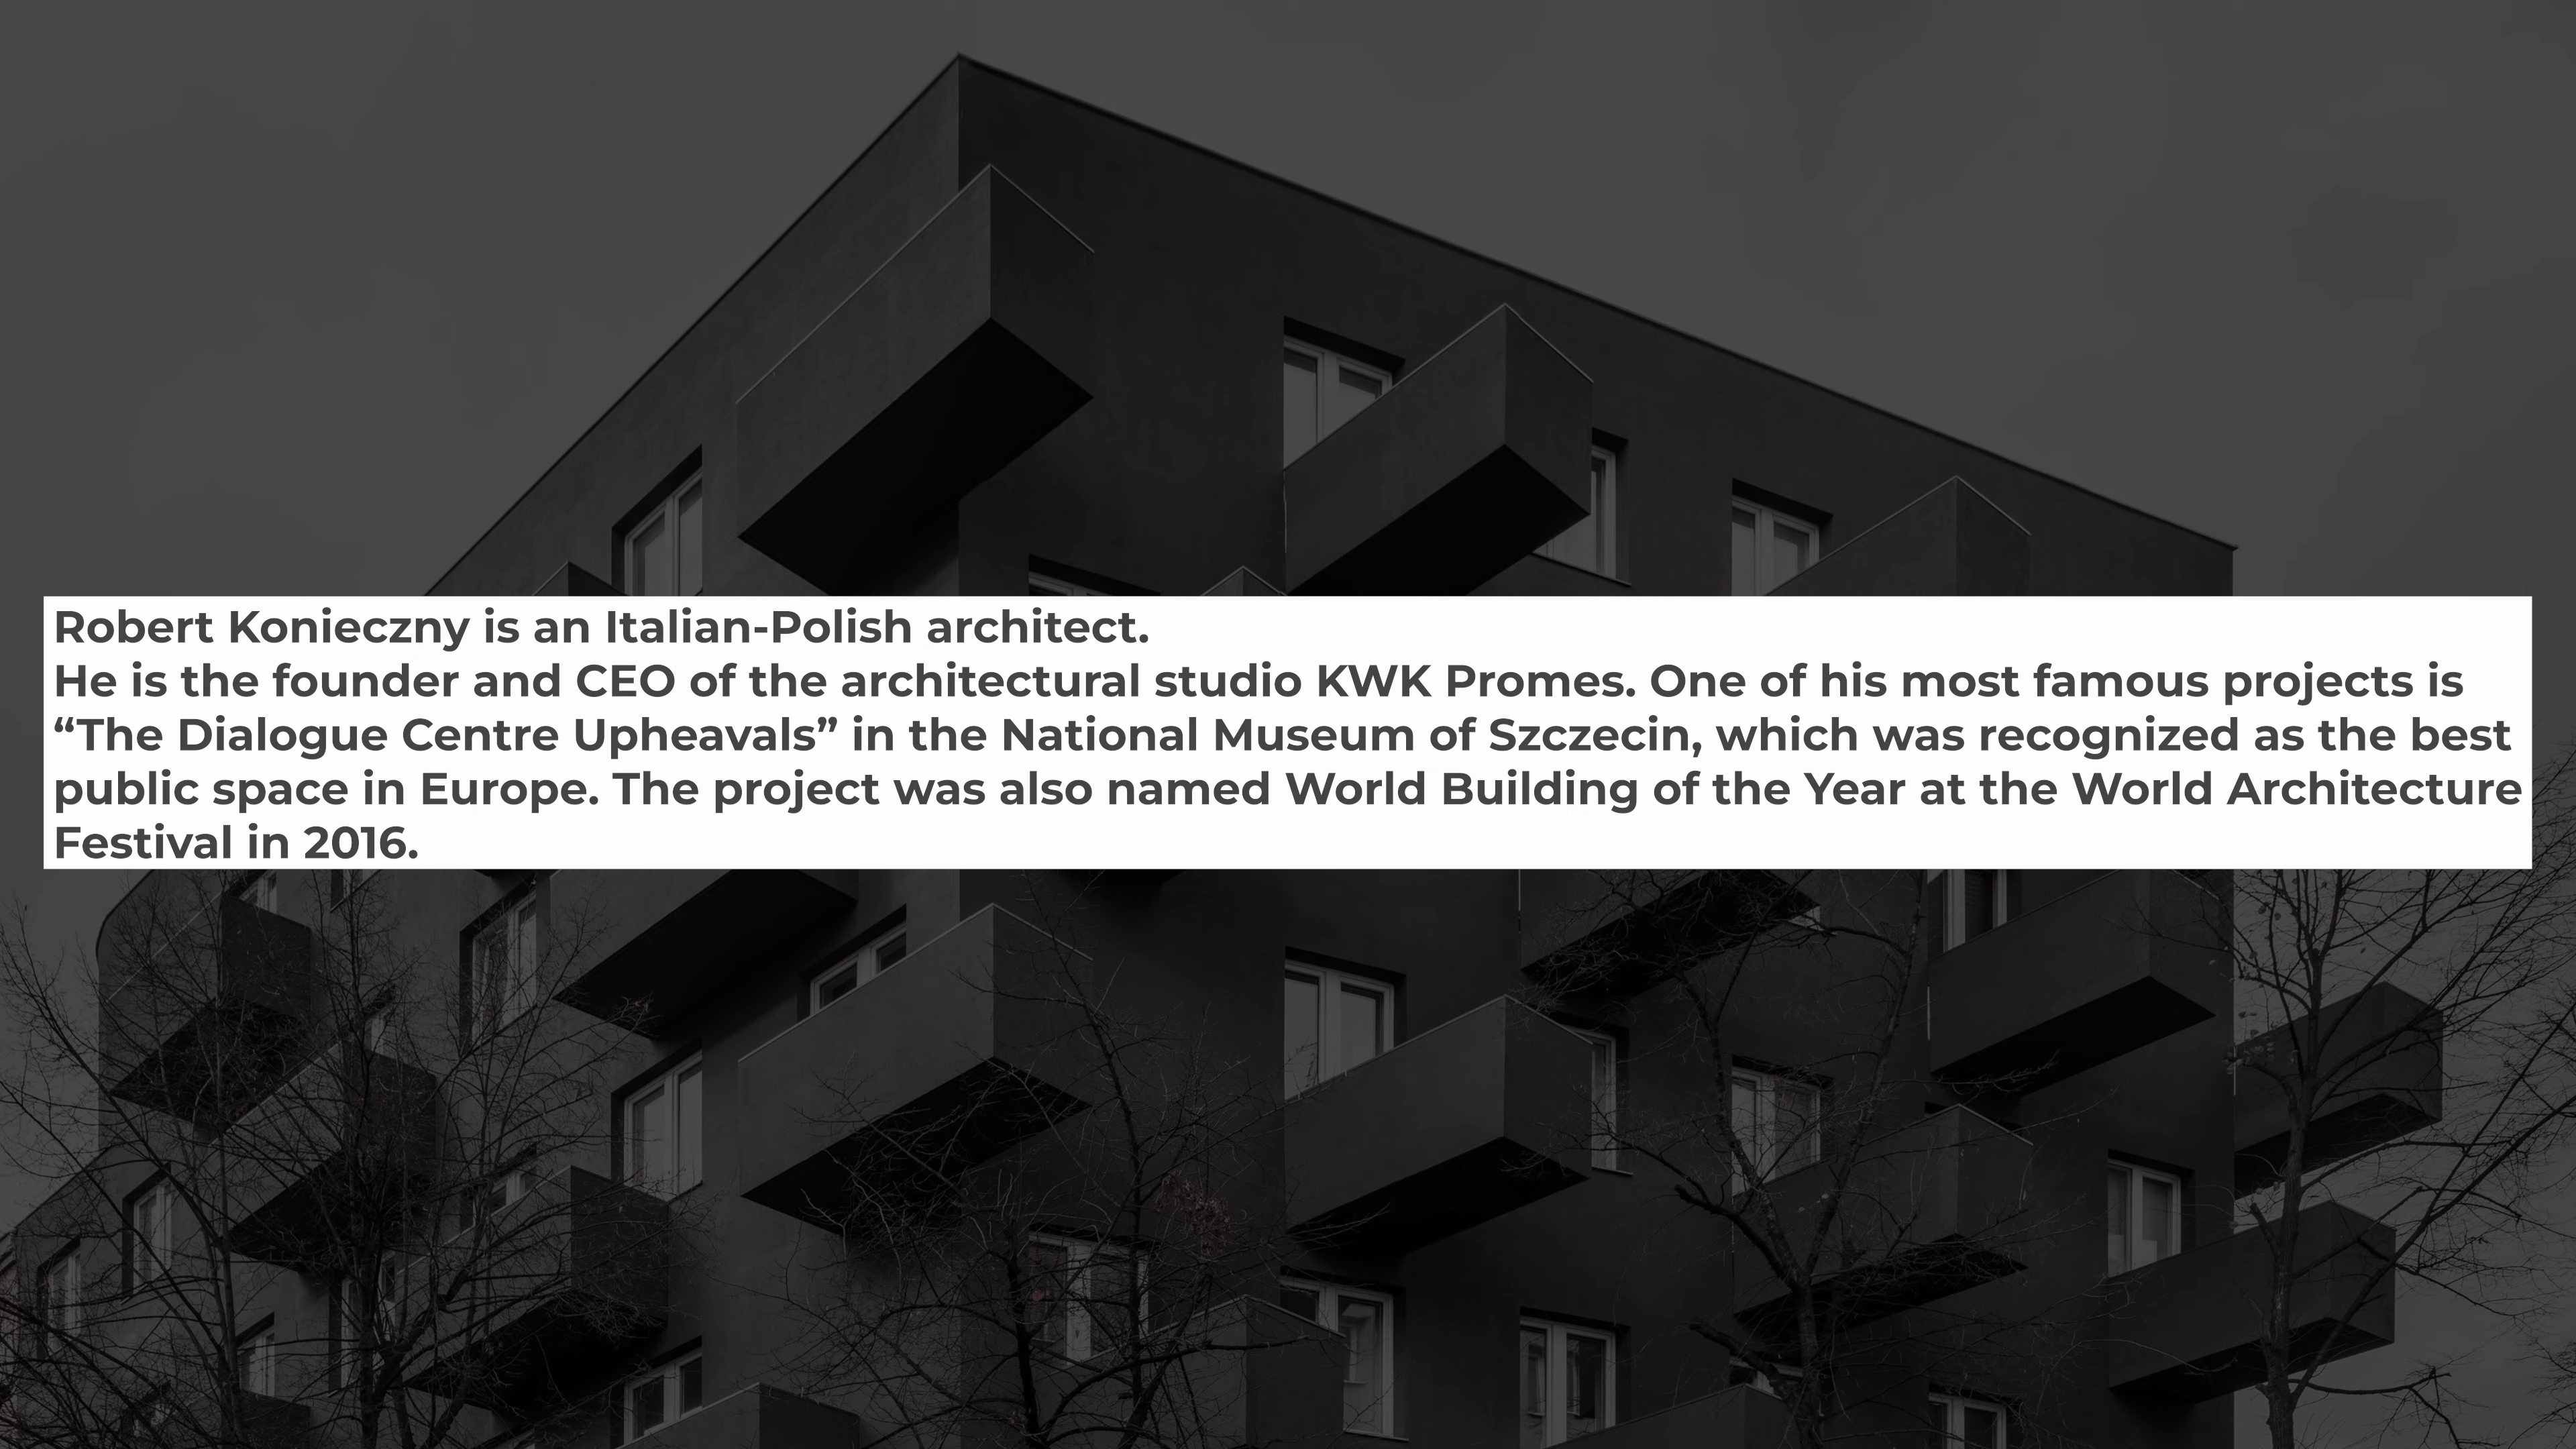 Robert Konieczny is an Italian-Polish architect.
He is the founder and CEO of the architectural studio KWK Promes. One of his most famous projects is
“The Dialogue Centre Upheavals” in the National Museum of Szczecin, which was recognized as the best
public space in Europe. The project was also named World Building of the Year at the World Architecture
Festival in 2016.